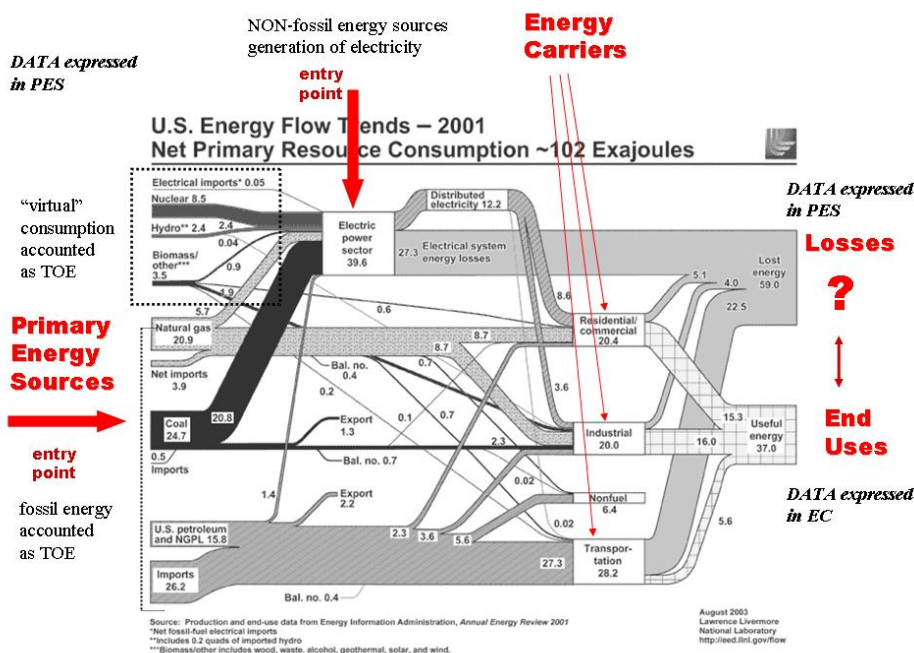 NON-fossil energy sources
generation of electricity
Energy
Carriers
DATA expressed
in PES
entry
point
U.S. Energy Flow Trends – 2001
Net Primary Resource Consumption ~102 Exajoules
Electrical imports* 0.05
Nuclear 8.5
Hydro** 2.4
2.4
0.04
Biomass/
other***
3.5
0.9
1.9
5.7
"virtual"
consumption
accounted
as TOE
Electric
power
sector
39.6
Distributed
electricity 12.2
27.3
Electrical system
energy losses
DATA expressed
in PES
Losses
?
5.1
4.0
22.5
Lost
energy
59.0
8.6
0.6
Primary
Energy
Sources
Natural gas
20.9
Net imports
3.9
8.7
8.7
0.7
Bal. no.
0.4
0.2
0.1
0.7
Residential/
commercial
20.4
3.6
Coal
24.7
20.8
0.5
Imports
Export
1.3
Bal. no. 0.7
2.3
Industrial
20.0
15.3
16.0
Useful
energy
37.0
End
Uses
entry
point
fossil energy
accounted
as TOE
1.4
Export
2.2
0.02
Nonfuel
6.4
DATA expressed
in EC
U.S. petroleum
and NGPL 15.8
2.3
3.6
5.6
0.02
5.6
Imports
26.2
27.3
Transpor-
tation
28.2
Bal. no. 0.4
Source: Production and end-use data from Energy Information Administration, Annual Energy Review 2001
*Net fossil-fuel electrical imports
**Includes 0.2 quads of imported hydro
***Biomass/other includes wood, waste, alcohol, geothermal, solar, and wind.
August 2003
Lawrence Livermore
National Laboratory
http://eed.llnl.gov/flow